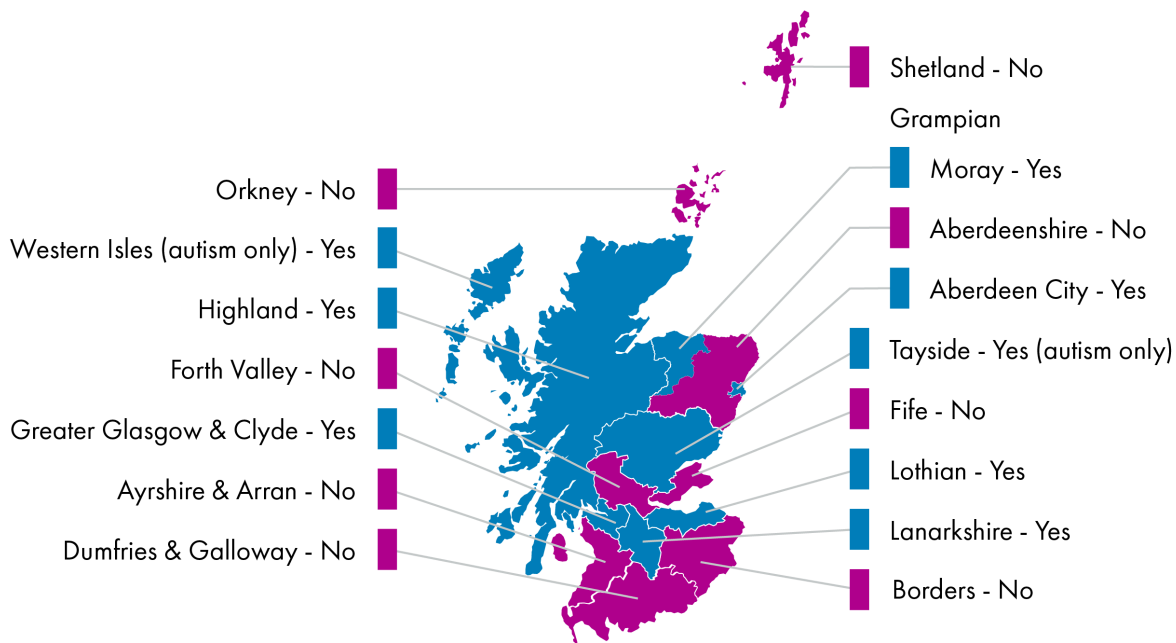 Shetland - No
Grampian
Moray - Yes
Orkney - No
Aberdeenshire - No
Western Isles (autism only) - Yes
Aberdeen City - Yes
Highland - Yes
Tayside - Yes (autism only)
Forth Valley - No
Fife - No
Greater Glasgow & Clyde - Yes
Lothian - Yes
Ayrshire & Arran - No
Lanarkshire - Yes
Dumfries & Galloway - No
Borders - No